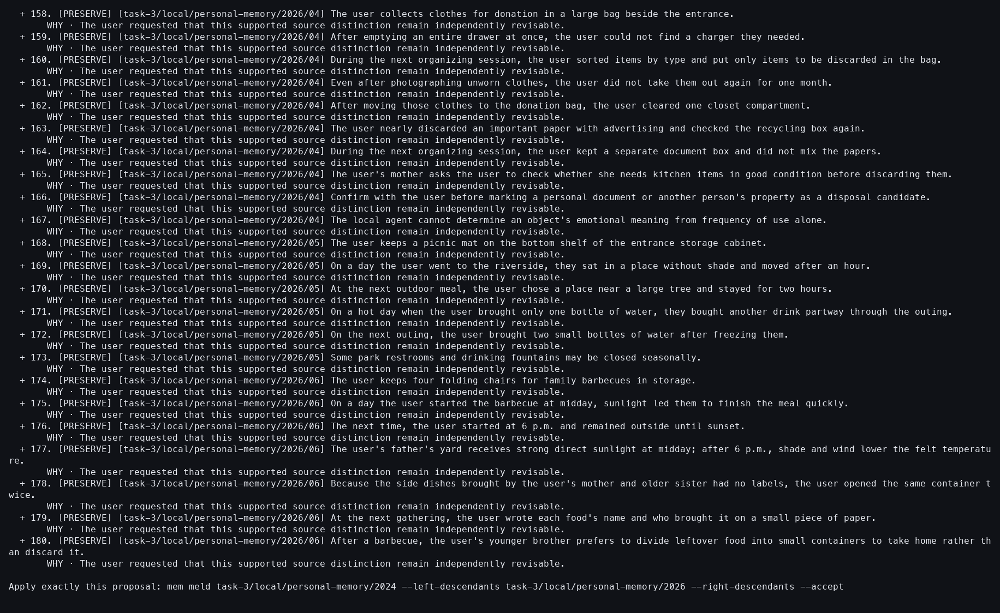 + 158. [PRESERVE] [task-3/local/personal-memory/2026/04] The user collects clothes for donation in a large bag beside the entrance.
WHY · The user requested that this supported source distinction remain independently revisable.
+ 159. [PRESERVE] [task-3/local/personal-memory/2026/04] After emptying an entire drawer at once, the user could not find a charger they needed.
WHY · The user requested that this supported source distinction remain independently revisable.
+ 160. [PRESERVE] [task-3/local/personal-memory/2026/04] During the next organizing session, the user sorted items by type and put only items to be discarded in the bag.
WHY · The user requested that this supported source distinction remain independently revisable.
+ 161. [PRESERVE] [task-3/local/personal-memory/2026/04] Even after photographing unworn clothes, the user did not take them out again for one month.
WHY · The user requested that this supported source distinction remain independently revisable.
+ 162. [PRESERVE] [task-3/local/personal-memory/2026/04] After moving those clothes to the donation bag, the user cleared one closet compartment.
WHY · The user requested that this supported source distinction remain independently revisable.
+ 163. [PRESERVE] [task-3/local/personal-memory/2026/04] The user nearly discarded an important paper with advertising and checked the recycling box again.
WHY · The user requested that this supported source distinction remain independently revisable.
+ 164. [PRESERVE] [task-3/local/personal-memory/2026/04] During the next organizing session, the user kept a separate document box and did not mix the papers.
WHY · The user requested that this supported source distinction remain independently revisable.
+ 165. [PRESERVE] [task-3/local/personal-memory/2026/04] The user's mother asks the user to check whether she needs kitchen items in good condition before discarding them.
WHY · The user requested that this supported source distinction remain independently revisable.
+ 166. [PRESERVE] [task-3/local/personal-memory/2026/04] Confirm with the user before marking a personal document or another person's property as a disposal candidate.
WHY · The user requested that this supported source distinction remain independently revisable.
+ 167. [PRESERVE] [task-3/local/personal-memory/2026/04] The local agent cannot determine an object's emotional meaning from frequency of use alone.
WHY · The user requested that this supported source distinction remain independently revisable.
+ 168. [PRESERVE] [task-3/local/personal-memory/2026/05] The user keeps a picnic mat on the bottom shelf of the entrance storage cabinet.
WHY · The user requested that this supported source distinction remain independently revisable.
+ 169. [PRESERVE] [task-3/local/personal-memory/2026/05] On a day the user went to the riverside, they sat in a place without shade and moved after an hour.
WHY · The user requested that this supported source distinction remain independently revisable.
+ 170. [PRESERVE] [task-3/local/personal-memory/2026/05] At the next outdoor meal, the user chose a place near a large tree and stayed for two hours.
WHY · The user requested that this supported source distinction remain independently revisable.
+ 171. [PRESERVE] [task-3/local/personal-memory/2026/05] On a hot day when the user brought only one bottle of water, they bought another drink partway through the outing.
WHY · The user requested that this supported source distinction remain independently revisable.
+ 172. [PRESERVE] [task-3/local/personal-memory/2026/05] On the next outing, the user brought two small bottles of water after freezing them.
WHY · The user requested that this supported source distinction remain independently revisable.
+ 173. [PRESERVE] [task-3/local/personal-memory/2026/05] Some park restrooms and drinking fountains may be closed seasonally.
WHY · The user requested that this supported source distinction remain independently revisable.
+ 174. [PRESERVE] [task-3/local/personal-memory/2026/06] The user keeps four folding chairs for family barbecues in storage.
WHY · The user requested that this supported source distinction remain independently revisable.
+ 175. [PRESERVE] [task-3/local/personal-memory/2026/06] On a day the user started the barbecue at midday, sunlight led them to finish the meal quickly.
WHY · The user requested that this supported source distinction remain independently revisable.
+ 176. [PRESERVE] [task-3/local/personal-memory/2026/06] The next time, the user started at 6 p.m. and remained outside until sunset.
WHY · The user requested that this supported source distinction remain independently revisable.
+ 177. [PRESERVE] [task-3/local/personal-memory/2026/06] The user's father's yard receives strong direct sunlight at midday; after 6 p.m., shade and wind lower the felt temperatu
re.
WHY · The user requested that this supported source distinction remain independently revisable.
+ 178. [PRESERVE] [task-3/local/personal-memory/2026/06] Because the side dishes brought by the user's mother and older sister had no labels, the user opened the same container t
wice.
WHY · The user requested that this supported source distinction remain independently revisable.
+ 179. [PRESERVE] [task-3/local/personal-memory/2026/06] At the next gathering, the user wrote each food's name and who brought it on a small piece of paper.
WHY · The user requested that this supported source distinction remain independently revisable.
+ 180. [PRESERVE] [task-3/local/personal-memory/2026/06] After a barbecue, the user's younger brother prefers to divide leftover food into small containers to take home rather th
an discard it.
WHY · The user requested that this supported source distinction remain independently revisable.
Apply exactly this proposal: mem meld task-3/local/personal-memory/2024 --left-descendants task-3/local/personal-memory/2026 --right-descendants --accept